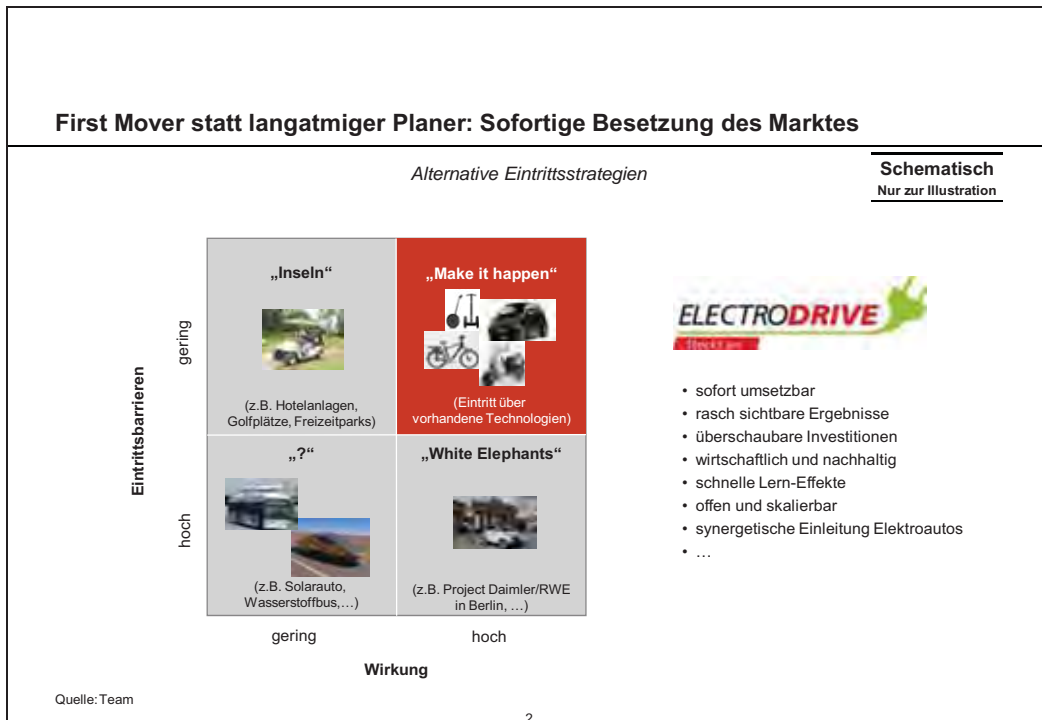 First Mover statt langatmiger Planer: Sofortige Besetzung des Marktes
Alternative Eintrittsstrategien
Schematisch
Nur zur Illustration
Eintrittsbarrieren
gering
hoch
„Inseln“
(z.B. Hotelanlagen,
Golfplätze, Freizeitparks)
„Make it happen“
(Eintritt über
vorhandene Technologien)
„?“
(z.B. Solarauto,
Wasserstoffbus,…)
„White Elephants“
(z.B. Project Daimler/RWE
in Berlin, …)
gering
hoch
Wirkung
ELECTRODRIVE
• sofort umsetzbar
• rasch sichtbare Ergebnisse
• überschaubare Investitionen
• wirtschaftlich und nachhaltig
• schnelle Lern-Effekte
• offen und skalierbar
• synergetische Einleitung Elektroautos
• …
Quelle: Team
2